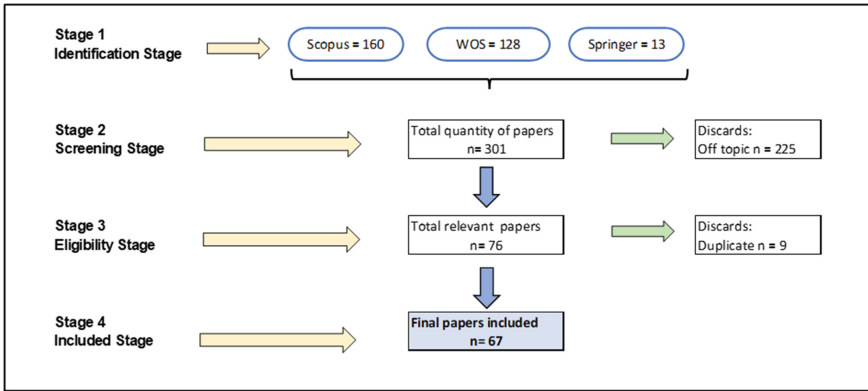 Stage 1
Identification Stage
Scopus = 160
WOS = 128
Springer = 13
Stage 2
Screening Stage
Total quantity of papers
n= 301
Discards:
Off topic n = 225
Stage 3
Eligibility Stage
Total relevant papers
n= 76
Discards:
Duplicate n = 9
Stage 4
Included Stage
Final papers included
n= 67